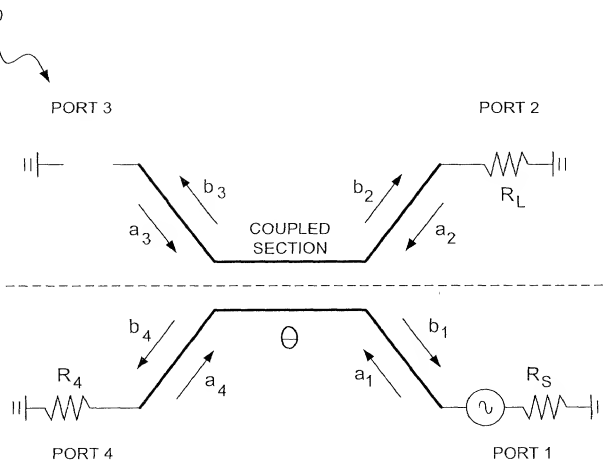 PORT 3
PORT 2
b3
b2
RL
a3
COUPLED
SECTION
a2
b4
θ
b1
R4
a4
a1
RS
PORT 4
PORT 1